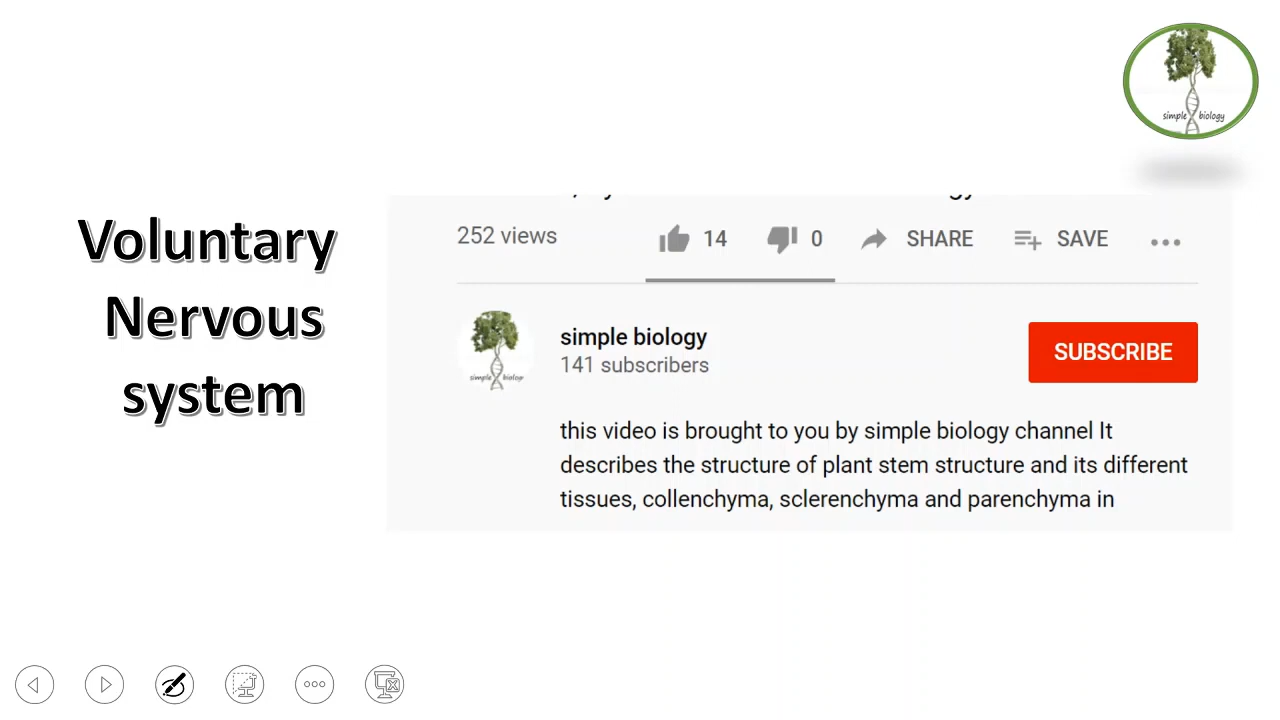 simple biology
Voluntary
Nervous
system
252 views 14 0 SHARE SAVE
simple biology
141 subscribers
SUBSCRIBE
simple biolog
this video is brought to you by simple biology channel It
describes the structure of plant stem structure and its different
tissues, collenchyma, sclerenchyma and parenchyma in